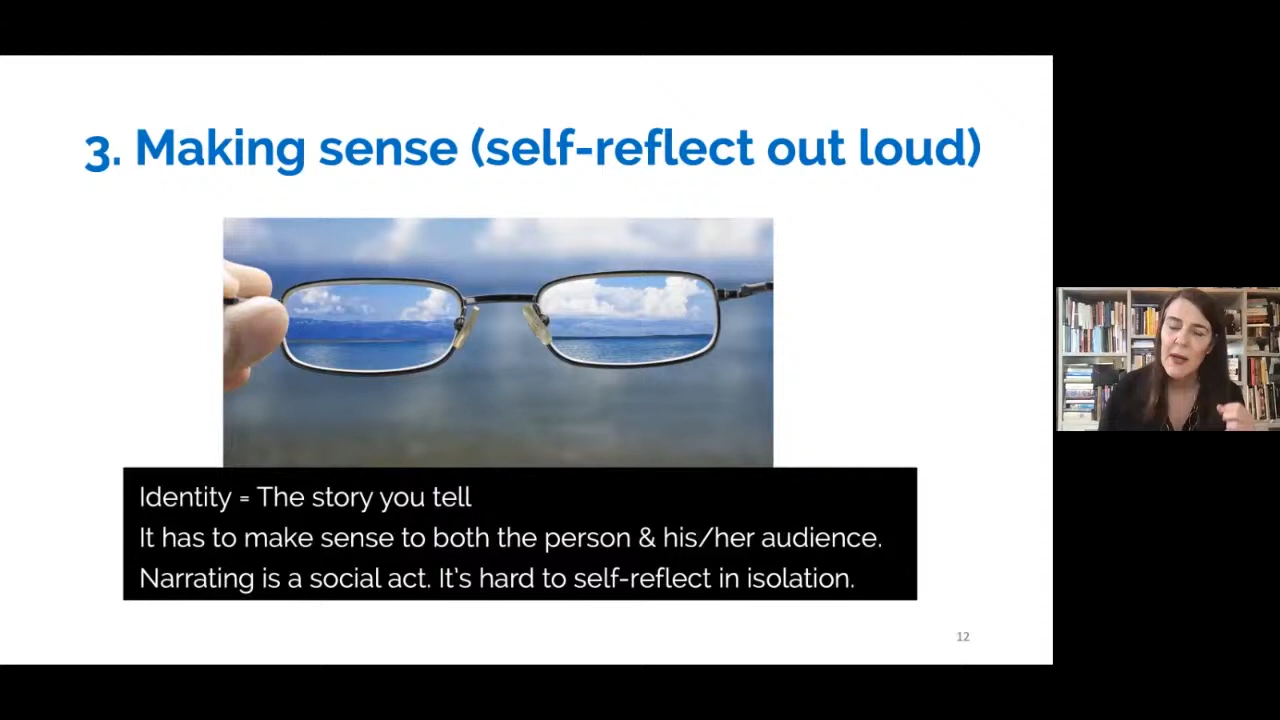 3. Making sense (self-reflect out loud)
Identity = The story you tell
It has to make sense to both the person & his/her audience.
Narrating is a social act. It's hard to self-reflect in isolation.
12